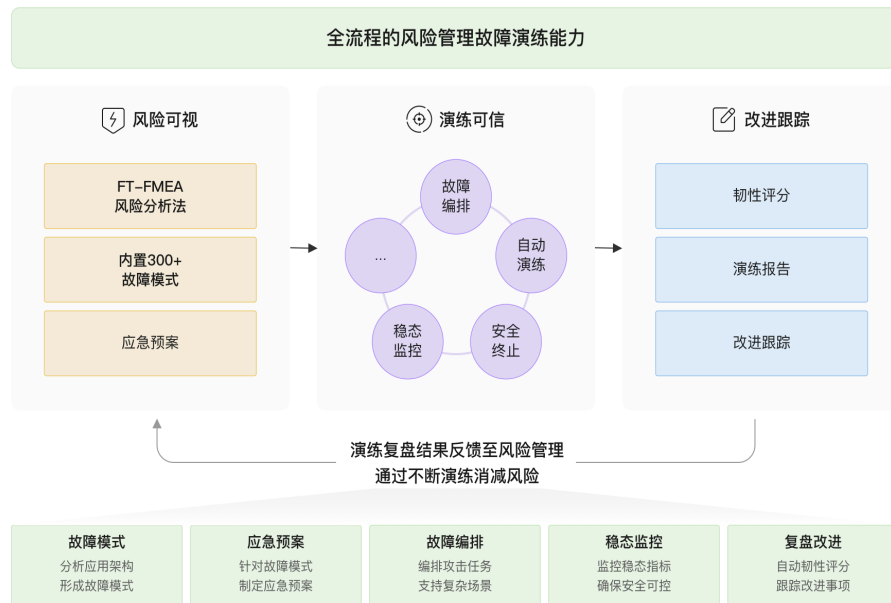 全流程的风险管理故障演练能力
风险可视
FT-FMEA
风险分析法
内置300+
故障模式
应急预案
演练可信
故障
编排
自动
演练
安全
终止
稳态
监控
...
改进跟踪
韧性评分
演练报告
改进跟踪
演练复盘结果反馈至风险管理
通过不断演练消减风险
故障模式
分析应用架构
形成故障模式
应急预案
针对故障模式
制定应急预案
故障编排
编排攻击任务
支持复杂场景
稳态监控
监控稳态指标
确保安全可控
复盘改进
自动韧性评分
跟踪改进事项